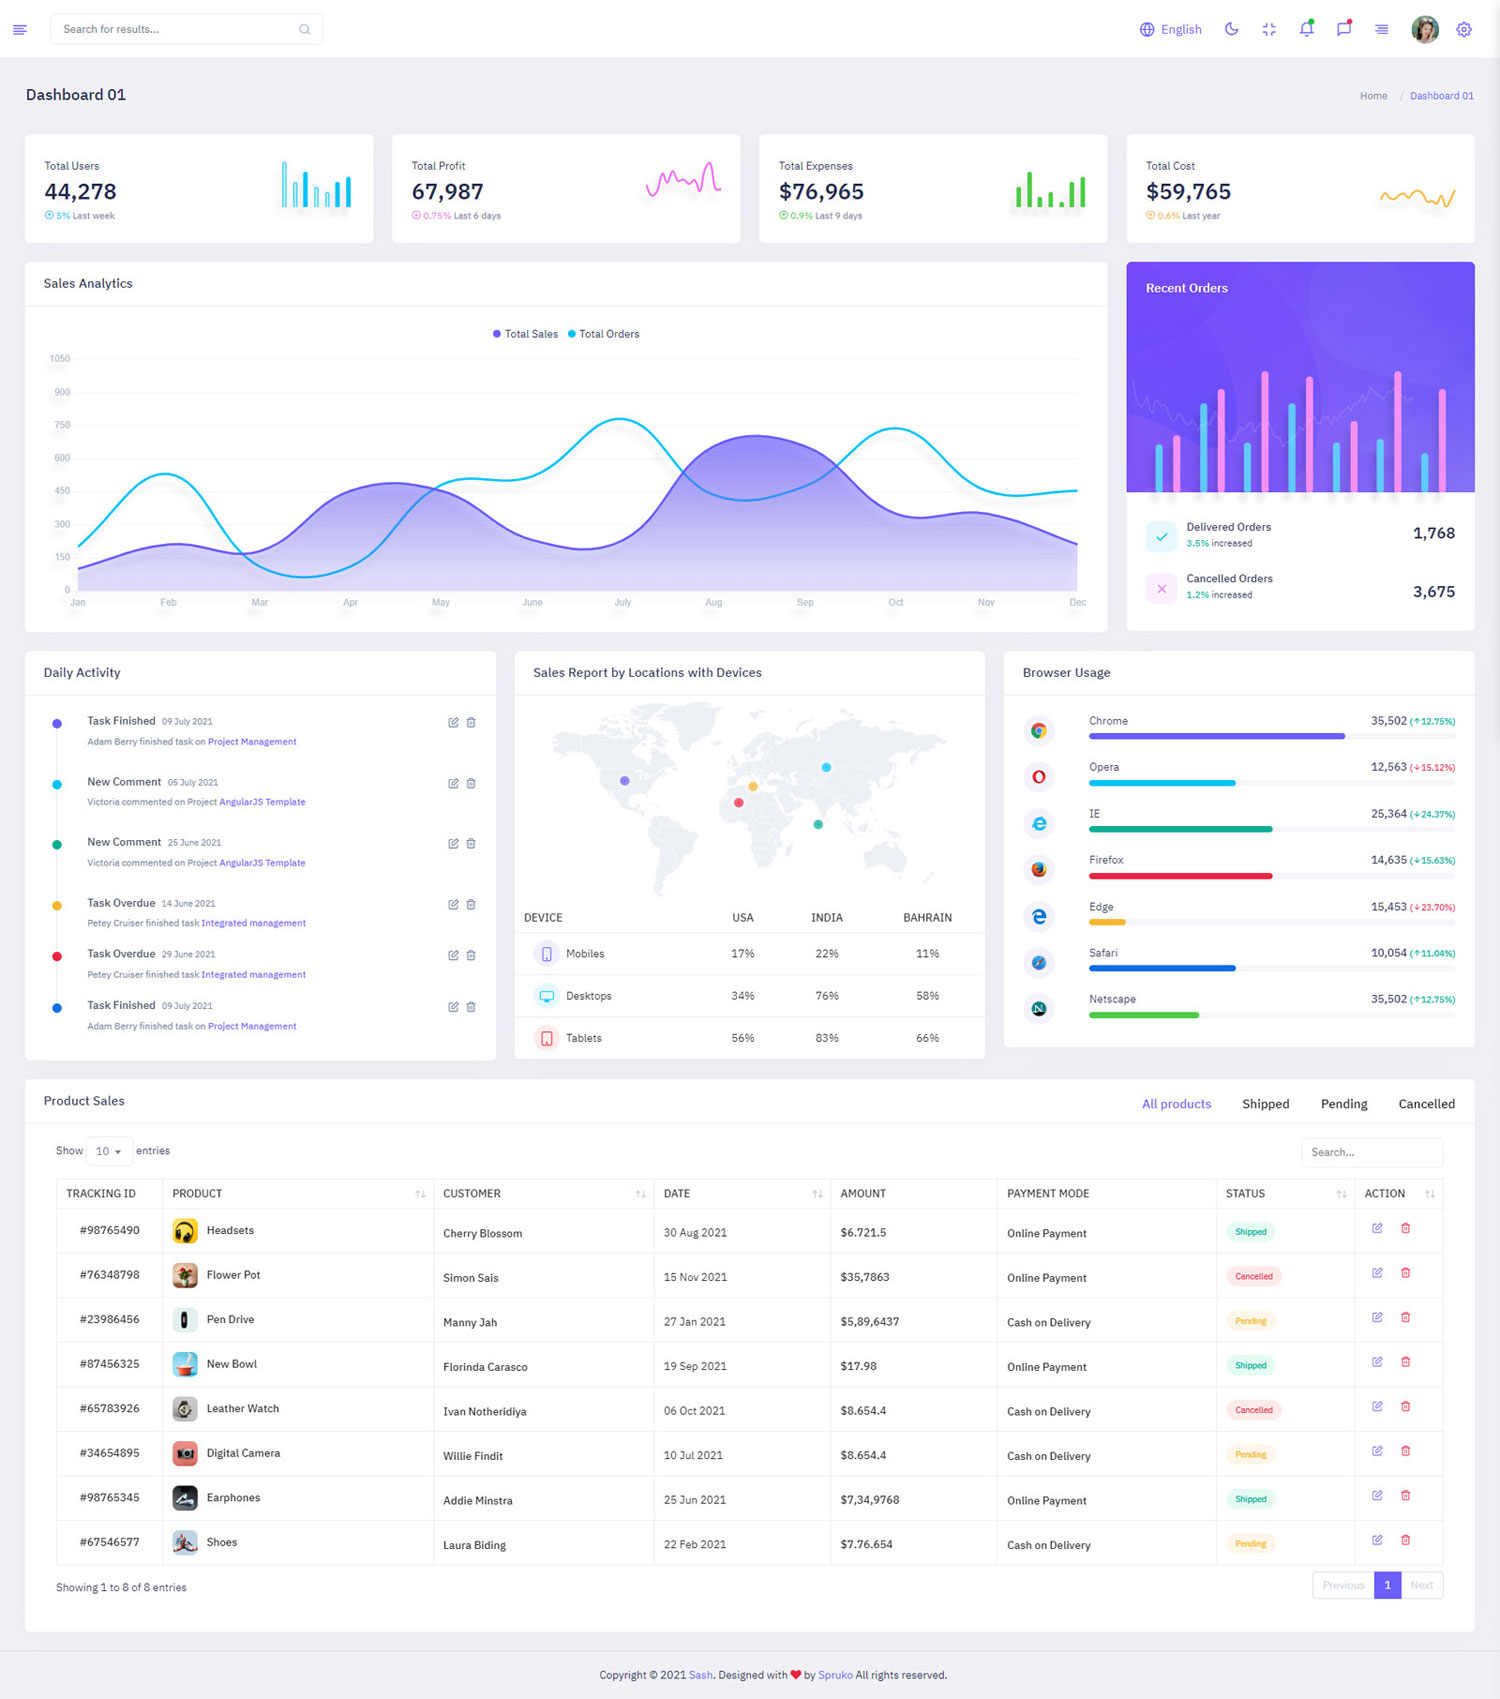 Search for results...
English
Dashboard 01
Home / Dashboard 01
Total Users
44,278
5% Last week
Total Profit
67,987
0.75% Last 6 days
Total Expenses
$76,965
0.9% Last 9 days
Total Cost
$59,765
0.6% Last year
Sales Analytics
Total Sales Total Orders
1050
900
750
600
450
300
150
0
Jan Feb Mar Apr May June July Aug Sep Oct Nov Dec
Recent Orders
Delivered Orders
3.5% increased
1,768
Cancelled Orders
1.2% increased
3,675
Daily Activity
Task Finished 09 July 2021
Adam Berry finished task on Project Management
New Comment 05 July 2021
Victoria commented on Project AngularJS Template
New Comment 25 June 2021
Victoria commented on Project AngularJS Template
Task Overdue 14 June 2021
Petey Cruiser finished task Integrated management
Task Overdue 29 June 2021
Petey Cruiser finished task Integrated management
Task Finished 09 July 2021
Adam Berry finished task on Project Management
Sales Report by Locations with Devices
DEVICE USA INDIA BAHRAIN
Mobiles 17% 22% 11%
Desktops 34% 76% 58%
Tablets 56% 83% 66%
Browser Usage
Chrome 35,502 (↑12.75%)
Opera 12,563 (↓15.12%)
IE 25,364 (↓24.37%)
Firefox 14,635 (↓15.63%)
Edge 15,453 (↓23.70%)
Safari 10,054 (↑11.04%)
Netscape 35,502 (↑12.75%)
Product Sales
All products Shipped Pending Cancelled
Show 10 entries
Search...
TRACKING ID PRODUCT CUSTOMER DATE AMOUNT PAYMENT MODE STATUS ACTION
#98765490 Headsets Cherry Blossom 30 Aug 2021 $6.721.5 Online Payment Shipped
#76348798 Flower Pot Simon Sais 15 Nov 2021 $35,7863 Online Payment Cancelled
#23986456 Pen Drive Manny Jah 27 Jan 2021 $5,89,6437 Cash on Delivery Pending
#87456325 New Bowl Florinda Carasco 19 Sep 2021 $17.98 Online Payment Shipped
#65783926 Leather Watch Ivan Notheridiya 06 Oct 2021 $8.654.4 Cash on Delivery Cancelled
#34654895 Digital Camera Willie Findit 10 Jul 2021 $8.654.4 Cash on Delivery Pending
#98765345 Earphones Addie Minstra 25 Jun 2021 $7,34,9768 Online Payment Shipped
#67546577 Shoes Laura Biding 22 Feb 2021 $7.76.654 Cash on Delivery Pending
Showing 1 to 8 of 8 entries
Previous 1 Next
Copyright © 2021 Sash. Designed with ❤ by Spruko All rights reserved.